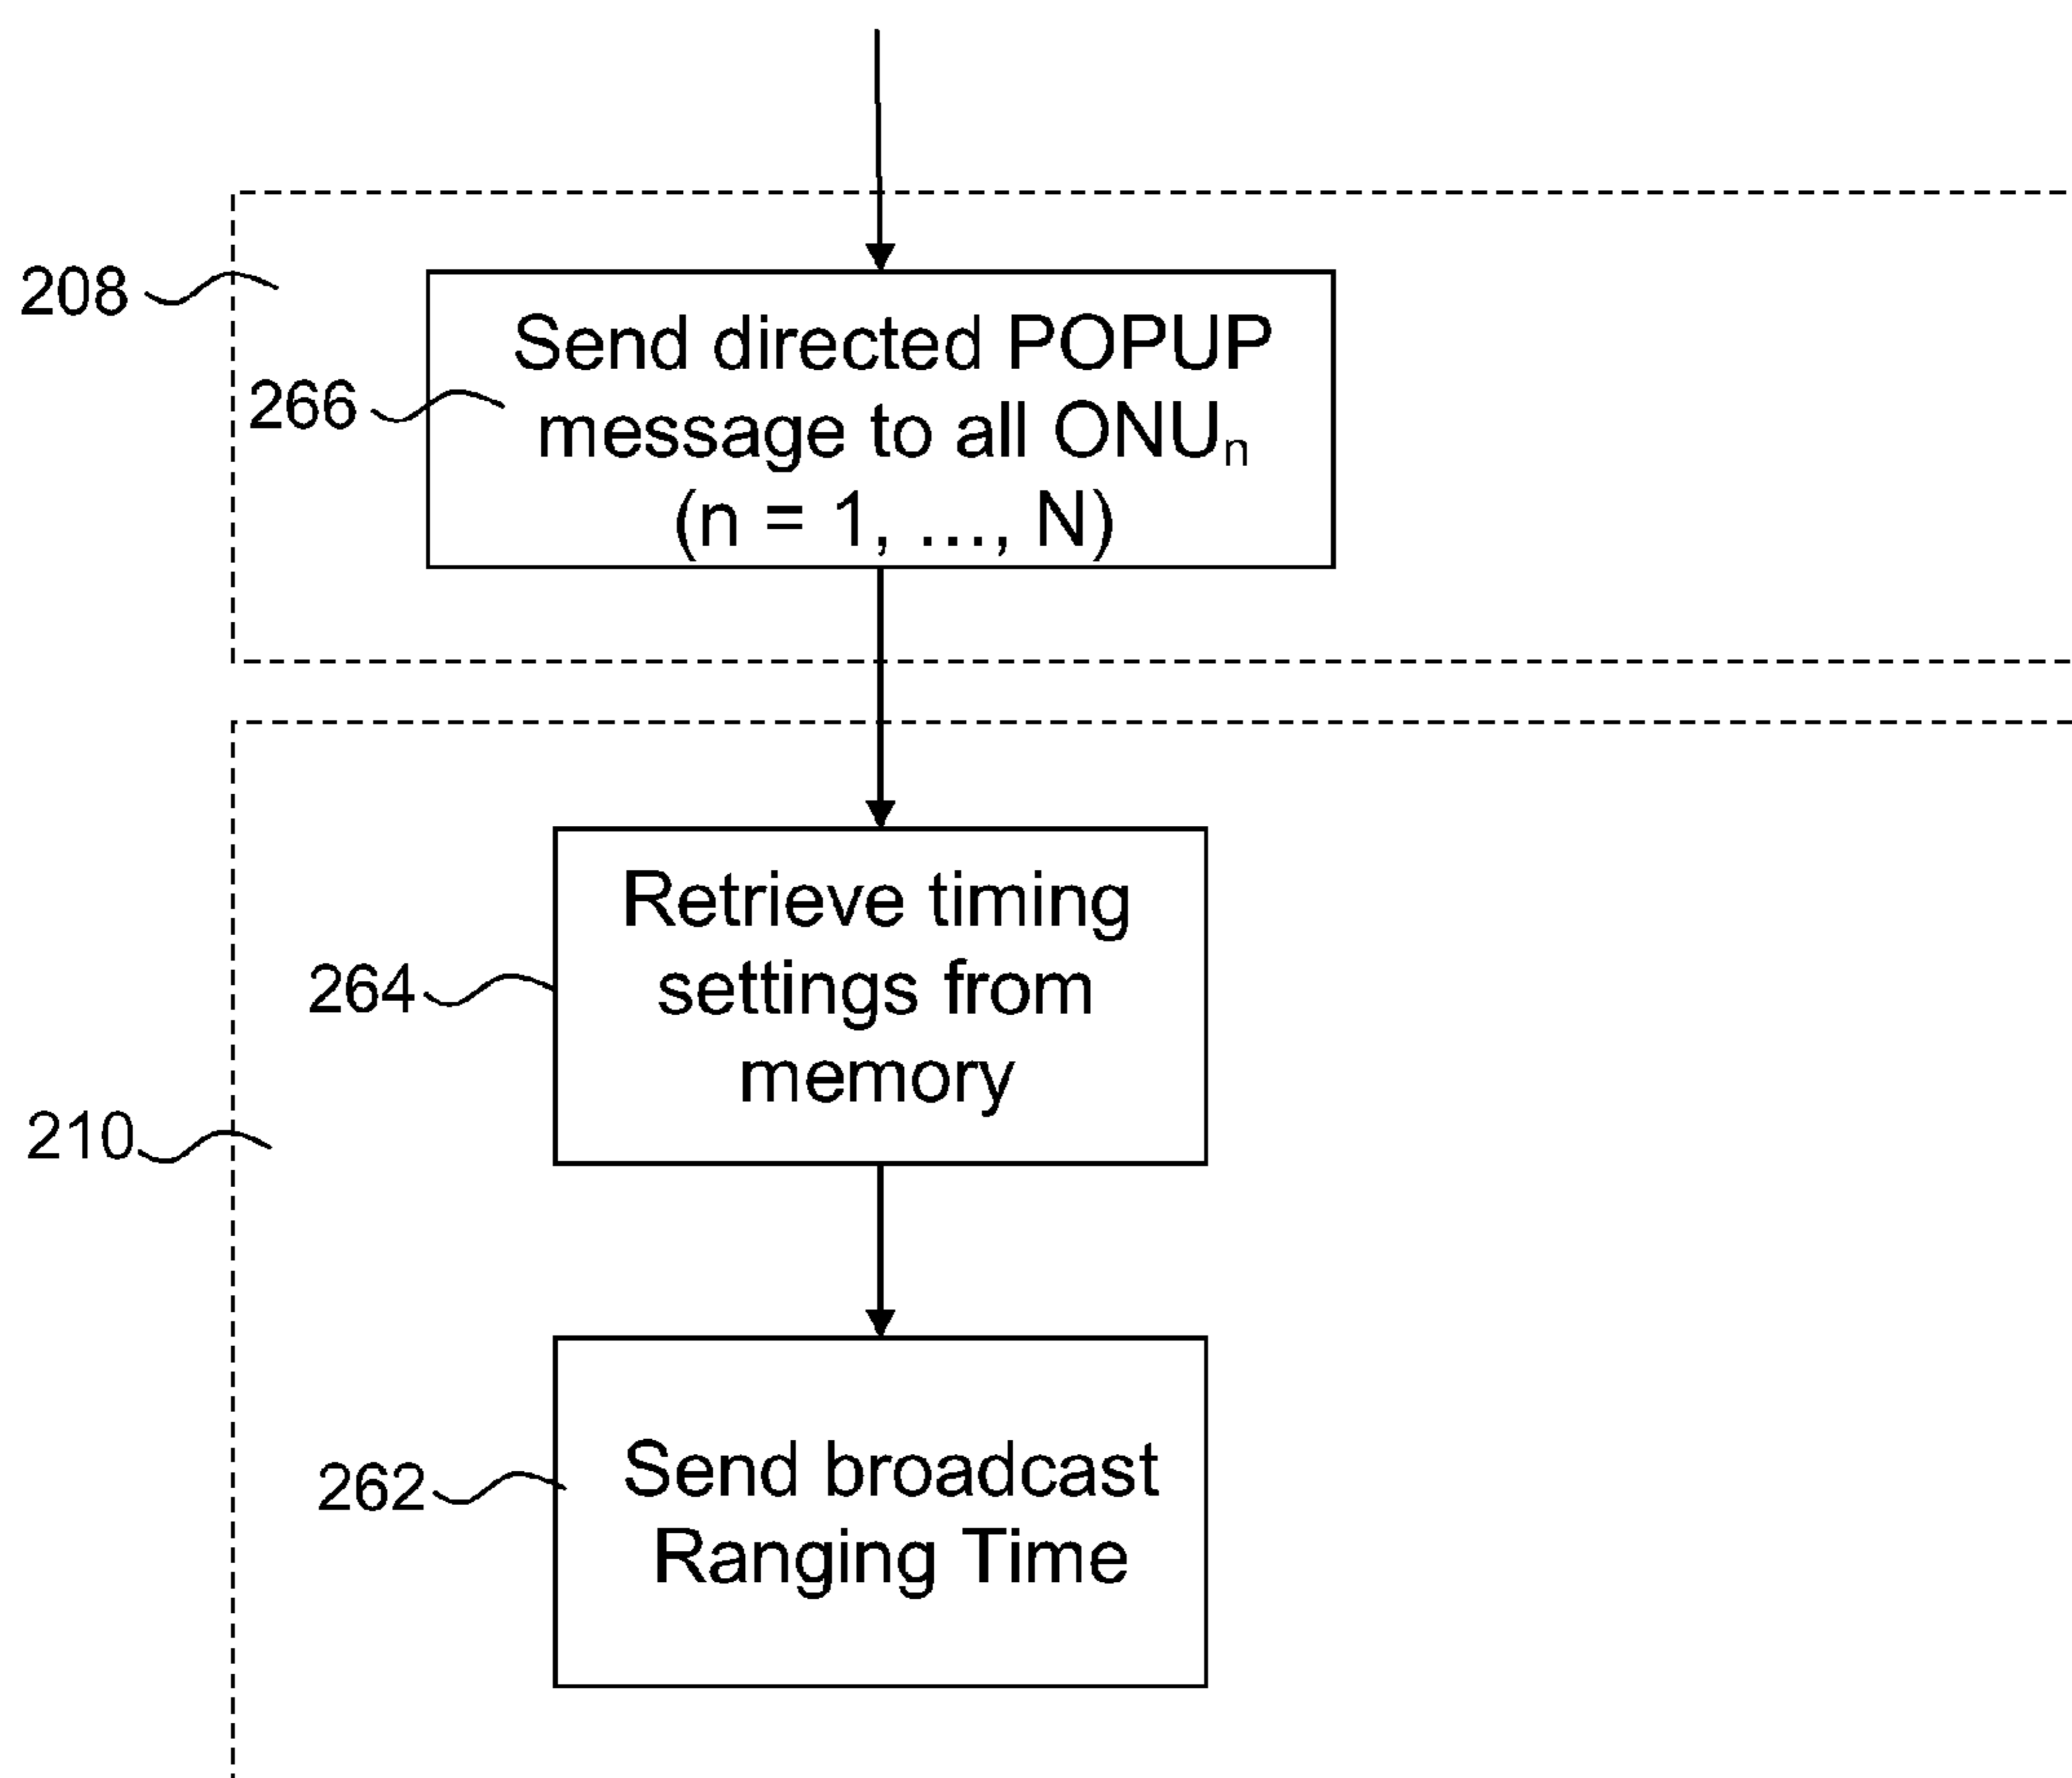 208
266
Send directed POPUP
message to all ONUₙ
(n = 1, ..., N)
264
Retrieve timing
settings from
memory
210
262
Send broadcast
Ranging Time